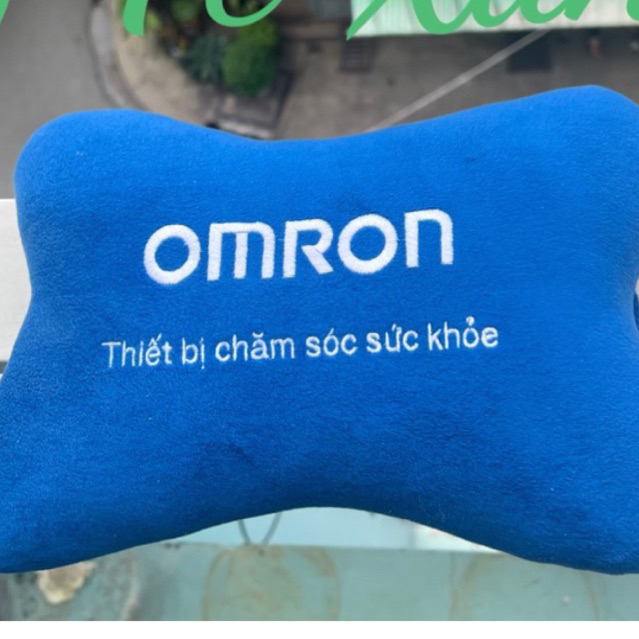 OMRON
Thiết bị chăm sóc sức khỏe